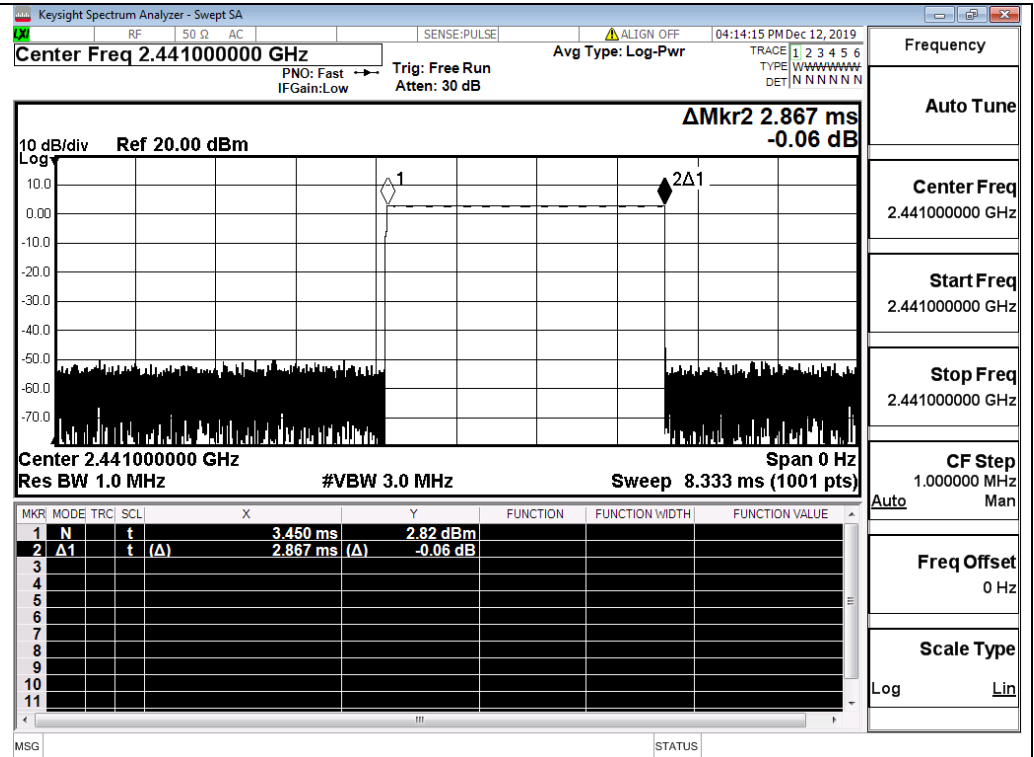 Keysight Spectrum Analyzer - Swept SA
LXI RF 50 Ω AC SENSE:PULSE ALIGN OFF 04:14:15 PM Dec 12, 2019
Center Freq 2.441000000 GHz
PNO: Fast
IFGain:Low
Trig: Free Run
Atten: 30 dB
Avg Type: Log-Pwr
TRACE 1 2 3 4 5 6
TYPE W W W W W W
DET N N N N N N
ΔMkr2 2.867 ms
-0.06 dB
10 dB/div Ref 20.00 dBm
Log
10.0
0.00
-10.0
-20.0
-30.0
-40.0
-50.0
-60.0
-70.0
1
2Δ1
Center 2.441000000 GHz Span 0 Hz
Res BW 1.0 MHz #VBW 3.0 MHz Sweep 8.333 ms (1001 pts)
MKR MODE TRC SCL X Y FUNCTION FUNCTION WIDTH FUNCTION VALUE
1 N t 3.450 ms 2.82 dBm
2 Δ1 t (Δ) 2.867 ms (Δ) -0.06 dB
3
4
5
6
7
8
9
10
11
MSG STATUS
Frequency
Auto Tune
Center Freq
2.441000000 GHz
Start Freq
2.441000000 GHz
Stop Freq
2.441000000 GHz
CF Step
1.000000 MHz
Auto Man
Freq Offset
0 Hz
Scale Type
Log Lin